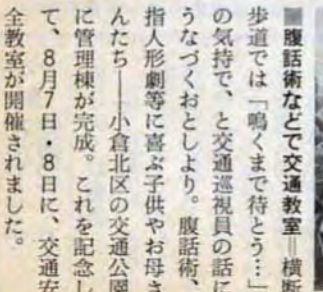 ■腹話術などで交通教室＝横断
歩道では「鳴くまで待とう…」
の気持で、と交通巡視員の話に
うなづくおとしより。腹話術、
指人形劇等に喜ぶ子供やお母さ
んたち――小倉北区の交通公園
に管理棟が完成。これを記念し
て、8月7日・8日に、交通安
全教室が開催されました。